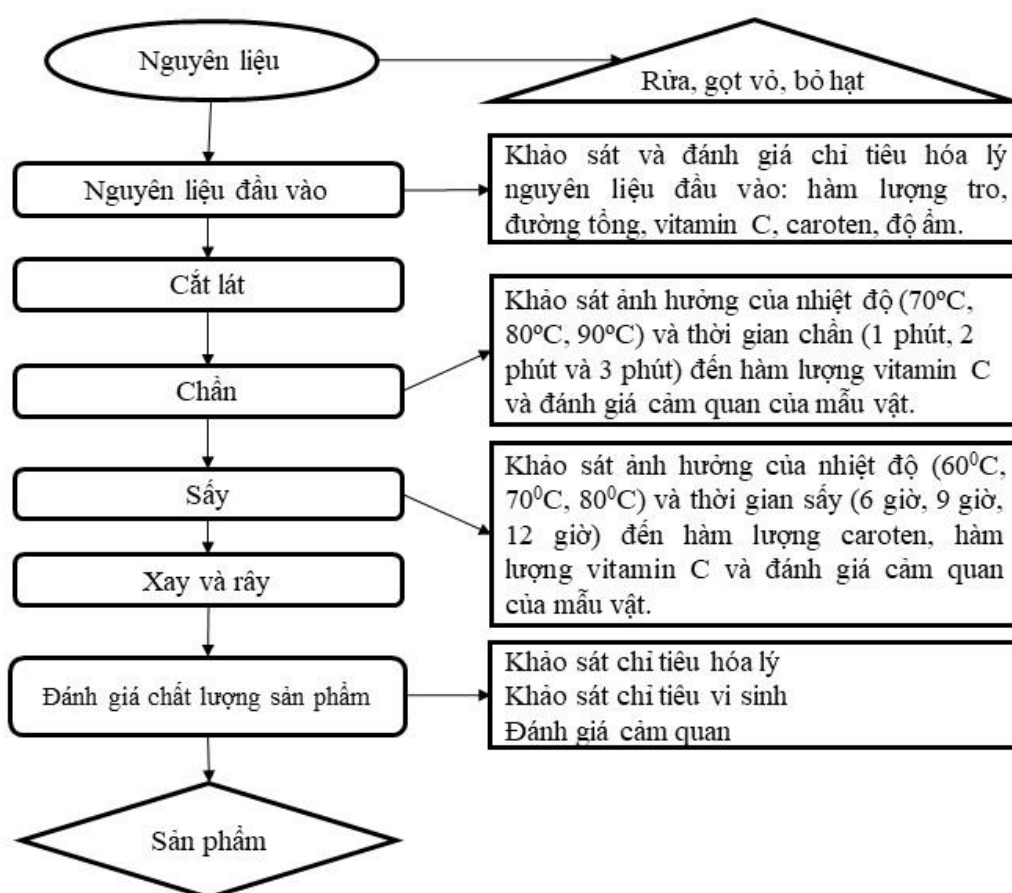 Nguyên liệu
Rửa, gọt vỏ, bỏ hạt
Nguyên liệu đầu vào
Khảo sát và đánh giá chỉ tiêu hóa lý
nguyên liệu đầu vào: hàm lượng tro,
đường tổng, vitamin C, caroten, độ ẩm.
Cắt lát
Chần
Khảo sát ảnh hưởng của nhiệt độ (70ºC,
80ºC, 90ºC) và thời gian chần (1 phút, 2
phút và 3 phút) đến hàm lượng vitamin C
và đánh giá cảm quan của mẫu vật.
Sấy
Khảo sát ảnh hưởng của nhiệt độ (60⁰C,
70⁰C, 80⁰C) và thời gian sấy (6 giờ, 9 giờ,
12 giờ) đến hàm lượng caroten, hàm
lượng vitamin C và đánh giá cảm quan
của mẫu vật.
Xay và rây
Đánh giá chất lượng sản phẩm
Khảo sát chỉ tiêu hóa lý
Khảo sát chỉ tiêu vi sinh
Đánh giá cảm quan
Sản phẩm